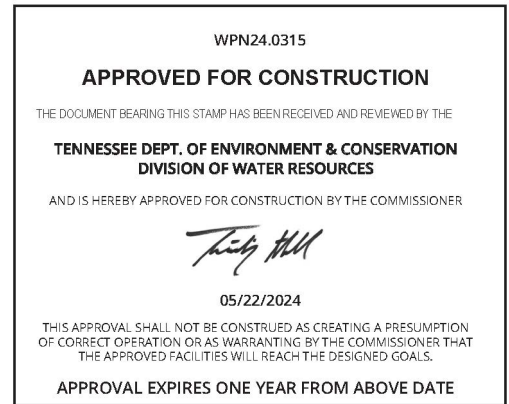 WPN24.0315
APPROVED FOR CONSTRUCTION
THE DOCUMENT BEARING THIS STAMP HAS BEEN RECEIVED AND REVIEWED BY THE
TENNESSEE DEPT. OF ENVIRONMENT & CONSERVATION
DIVISION OF WATER RESOURCES
AND IS HEREBY APPROVED FOR CONSTRUCTION BY THE COMMISSIONER
05/22/2024
THIS APPROVAL SHALL NOT BE CONSTRUED AS CREATING A PRESUMPTION
OF CORRECT OPERATION OR AS WARRANTING BY THE COMMISSIONER THAT
THE APPROVED FACILITIES WILL REACH THE DESIGNED GOALS.
APPROVAL EXPIRES ONE YEAR FROM ABOVE DATE